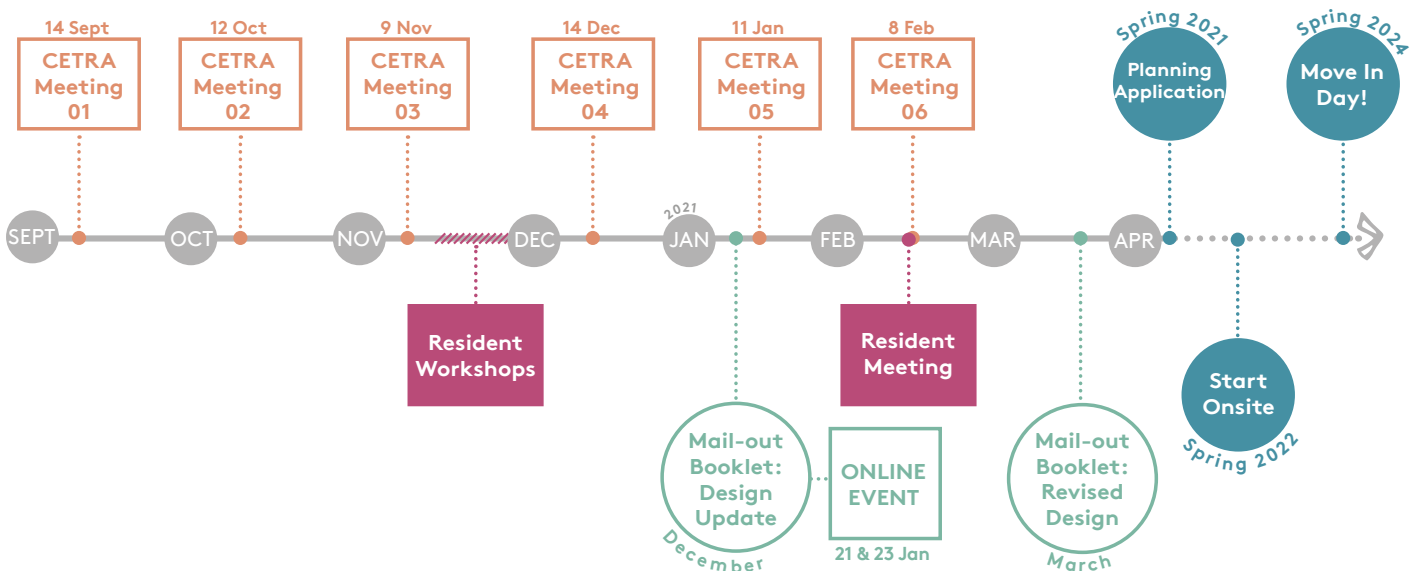 14 Sept
CETRA
Meeting
01
12 Oct
CETRA
Meeting
02
9 Nov
CETRA
Meeting
03
14 Dec
CETRA
Meeting
04
11 Jan
CETRA
Meeting
05
8 Feb
CETRA
Meeting
06
Spring 2021
Planning
Application
Spring 2024
Move In
Day!
SEPT
OCT
NOV
DEC
2021
JAN
FEB
MAR
APR
Resident
Workshops
Resident
Meeting
Mail-out
Booklet:
Design
Update
December
ONLINE
EVENT
21 & 23 Jan
Mail-out
Booklet:
Revised
Design
March
Start
Onsite
Spring 2022